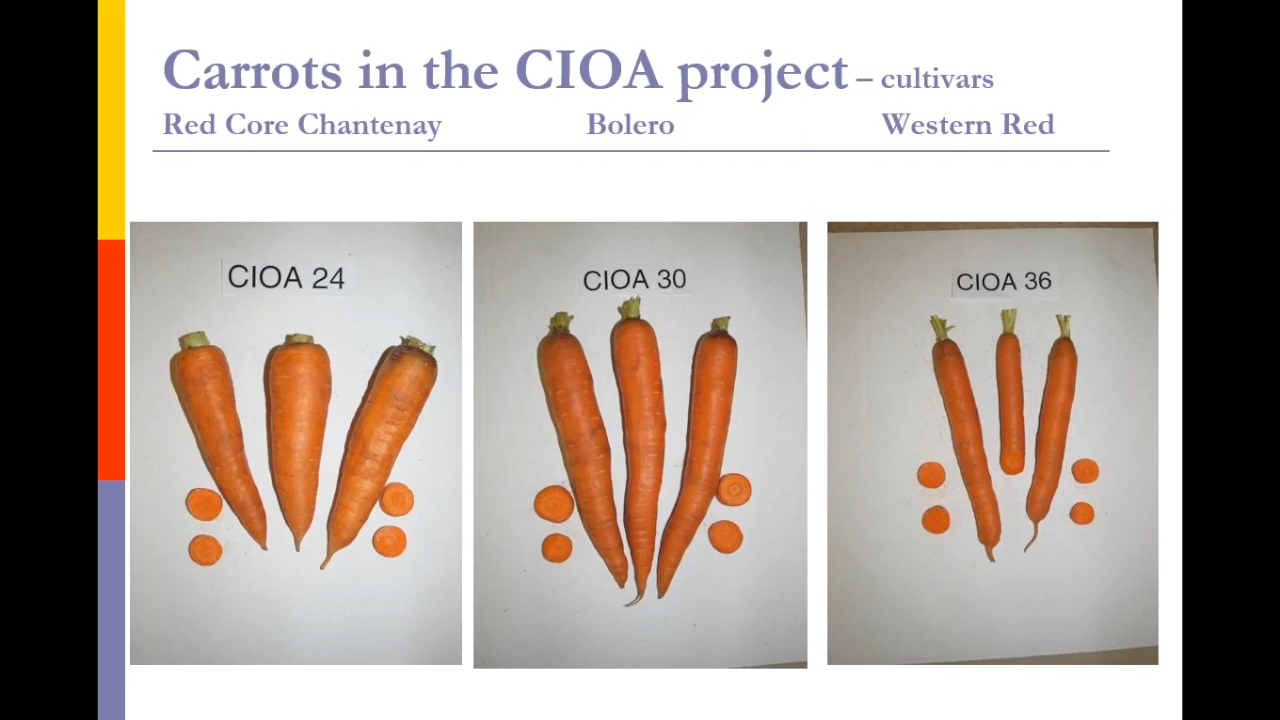 Carrots in the CIOA project – cultivars
Red Core Chantenay Bolero Western Red
CIOA 24
CIOA 30
CIOA 36